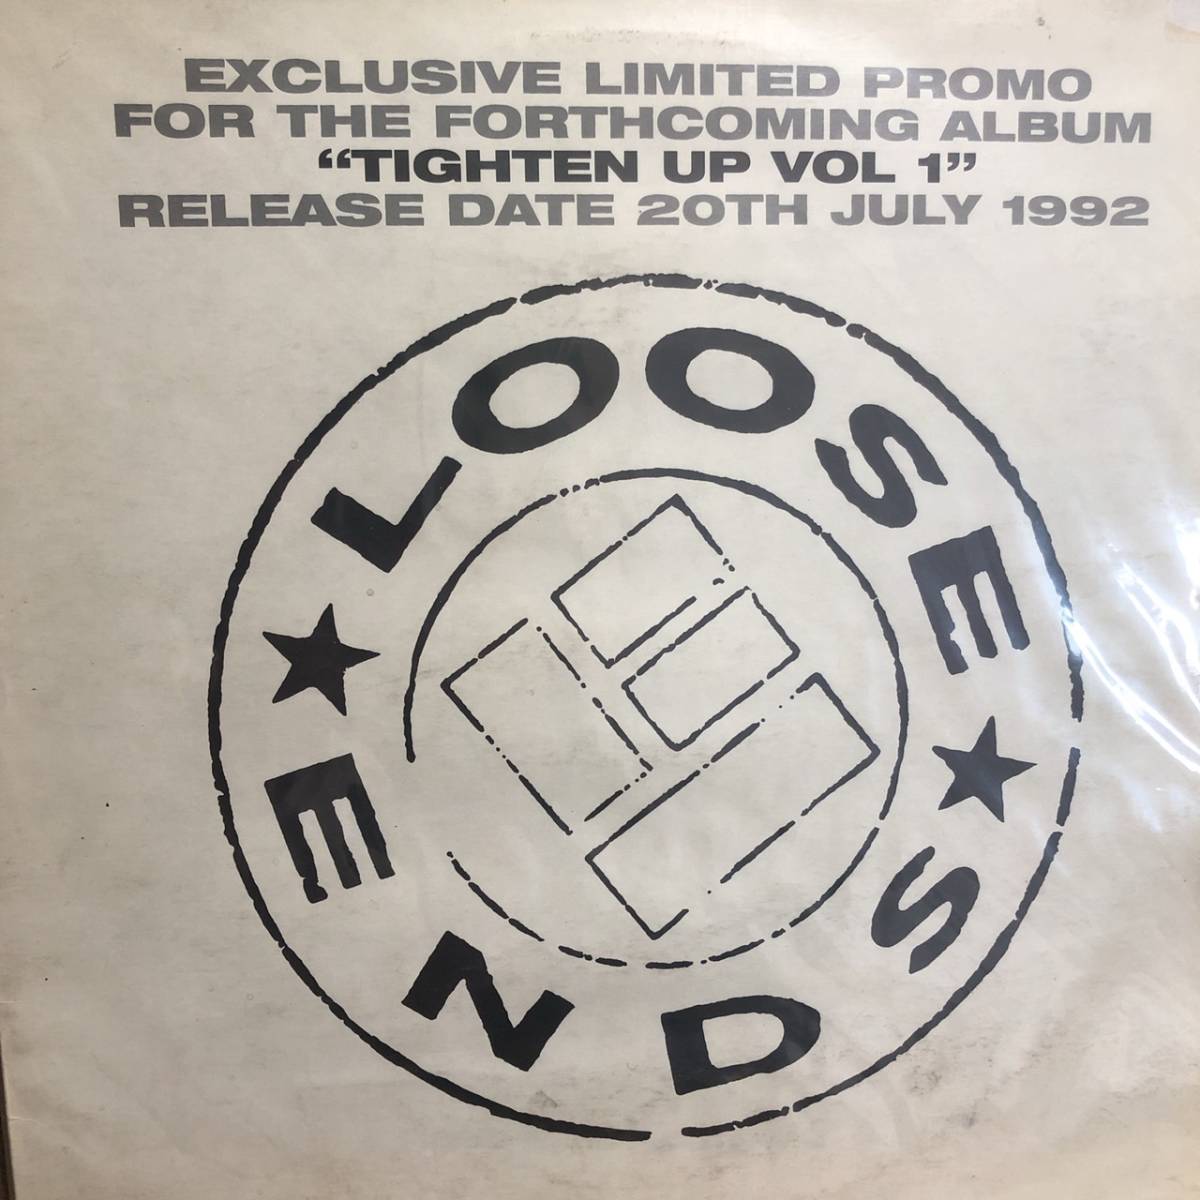 EXCLUSIVE LIMITED PROMO
FOR THE FORTHCOMING ALBUM
“TIGHTEN UP VOL 1”
RELEASE DATE 20TH JULY 1992
★LOOSE★
ENDS